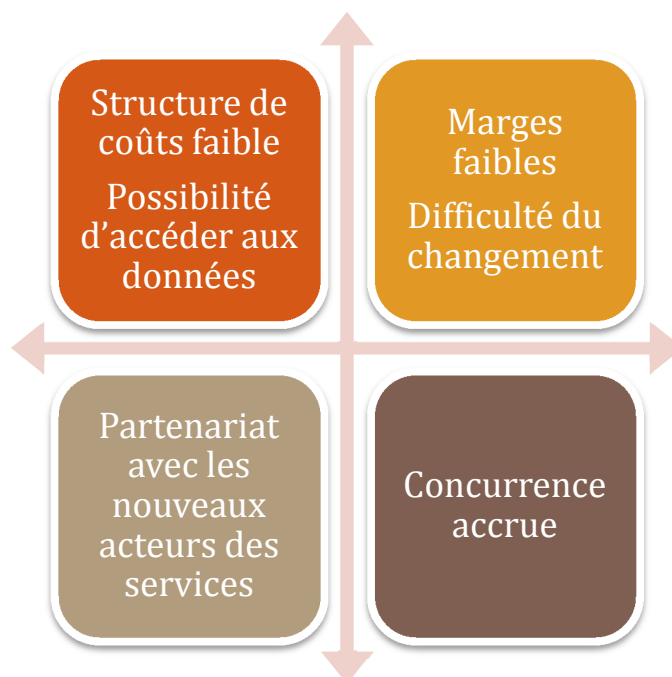 Structure de
coûts faible
Possibilité
d’accéder aux
données
Marges
faibles
Difficulté du
changement
Partenariat
avec les
nouveaux
acteurs des
services
Concurrence
accrue